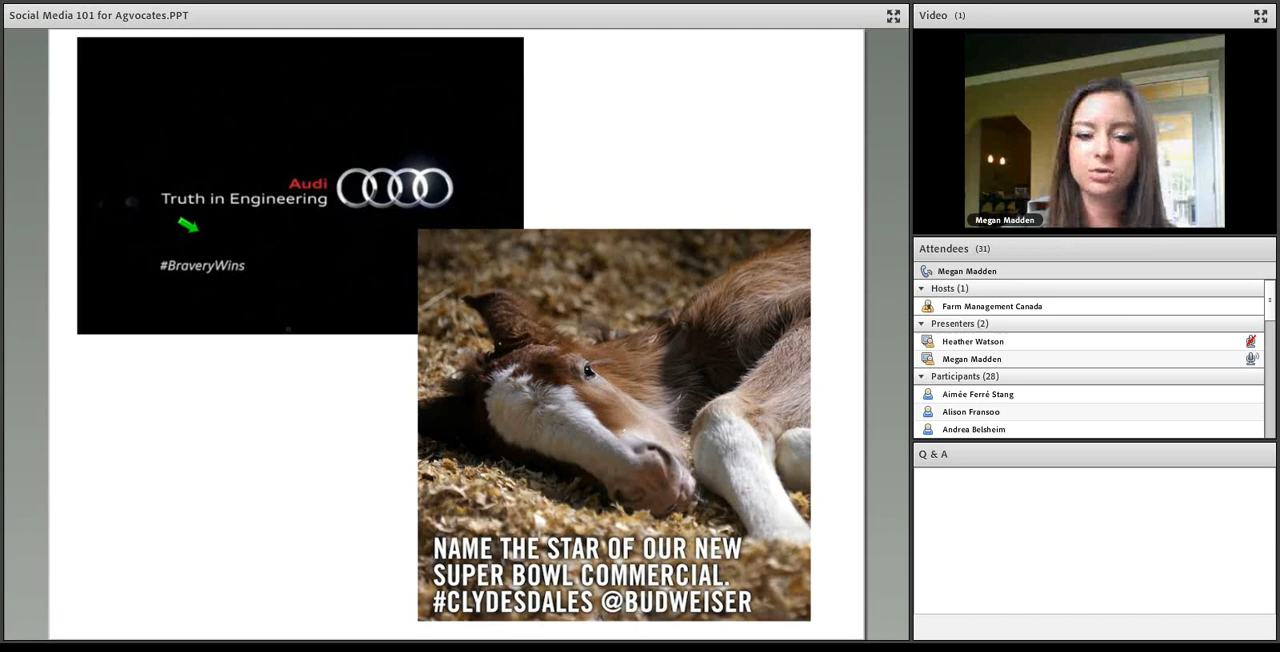 Social Media 101 for Agvocates.PPT
Audi
Truth in Engineering
#BraveryWins
NAME THE STAR OF OUR NEW
SUPER BOWL COMMERCIAL.
#CLYDESDALES @BUDWEISER
Video (1)
Megan Madden
Attendees (31)
Megan Madden
Hosts (1)
Farm Management Canada
Presenters (2)
Heather Watson
Megan Madden
Participants (28)
Aimée Ferré Stang
Alison Fransoo
Andrea Belsheim
Q & A